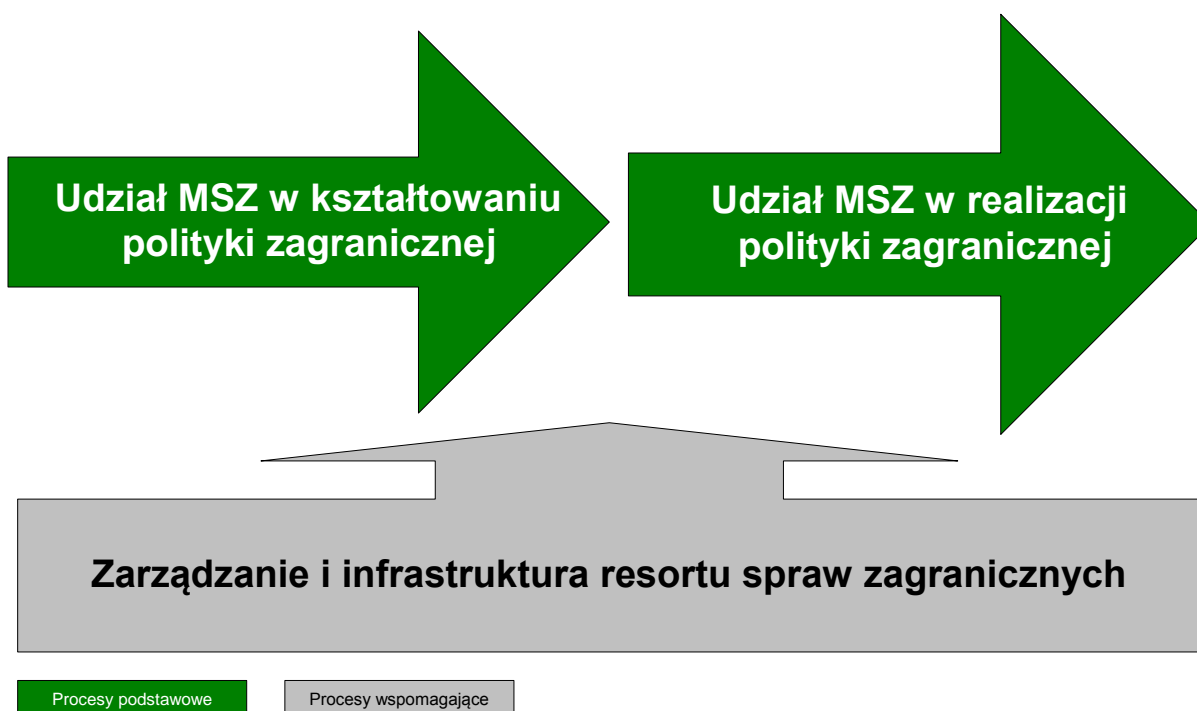 Udział MSZ w kształtowaniu
polityki zagranicznej
Udział MSZ w realizacji
polityki zagranicznej
Zarządzanie i infrastruktura resortu spraw zagranicznych
Procesy podstawowe
Procesy wspomagające